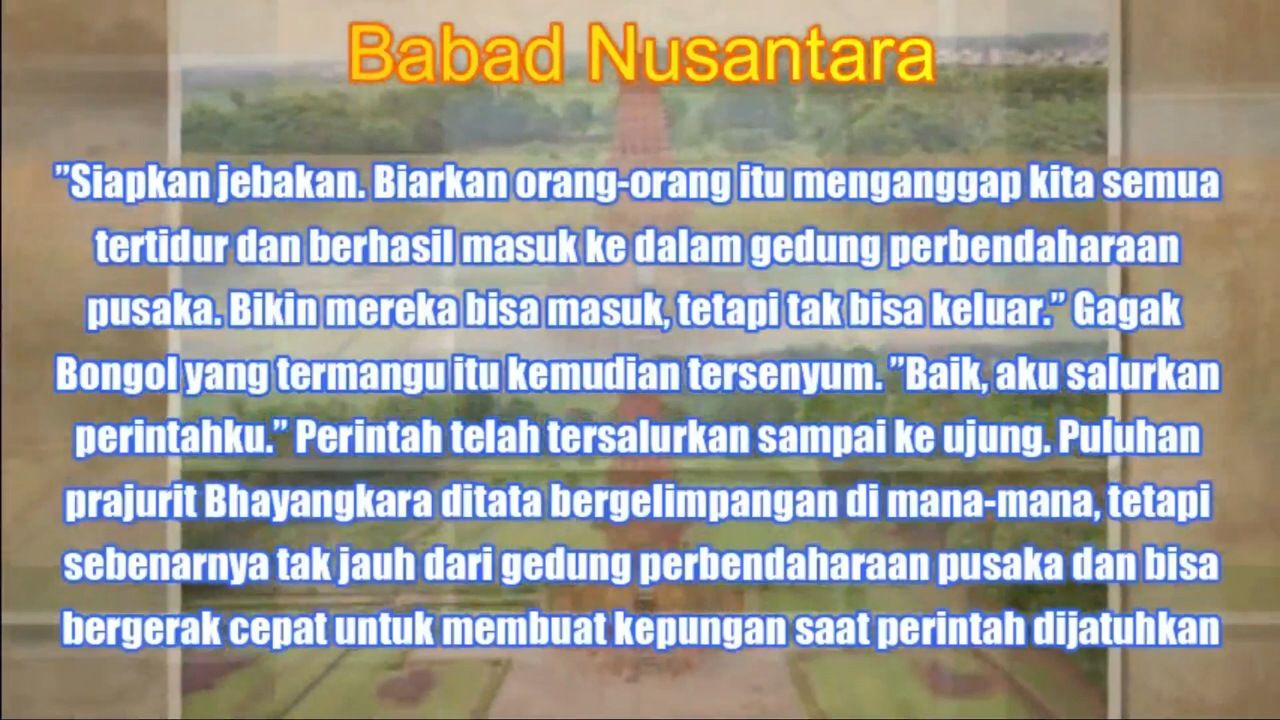 Babad Nusantara
”Siapkan jebakan. Biarkan orang-orang itu menganggap kita semua
tertidur dan berhasil masuk ke dalam gedung perbendaharaan
pusaka. Bikin mereka bisa masuk, tetapi tak bisa keluar.” Gagak
Bongol yang termangu itu kemudian tersenyum. ”Baik, aku salurkan
perintahku.” Perintah telah tersalurkan sampai ke ujung. Puluhan
prajurit Bhayangkara ditata bergelimpangan di mana-mana, tetapi
sebenarnya tak jauh dari gedung perbendaharaan pusaka dan bisa
bergerak cepat untuk membuat kepungan saat perintah dijatuhkan